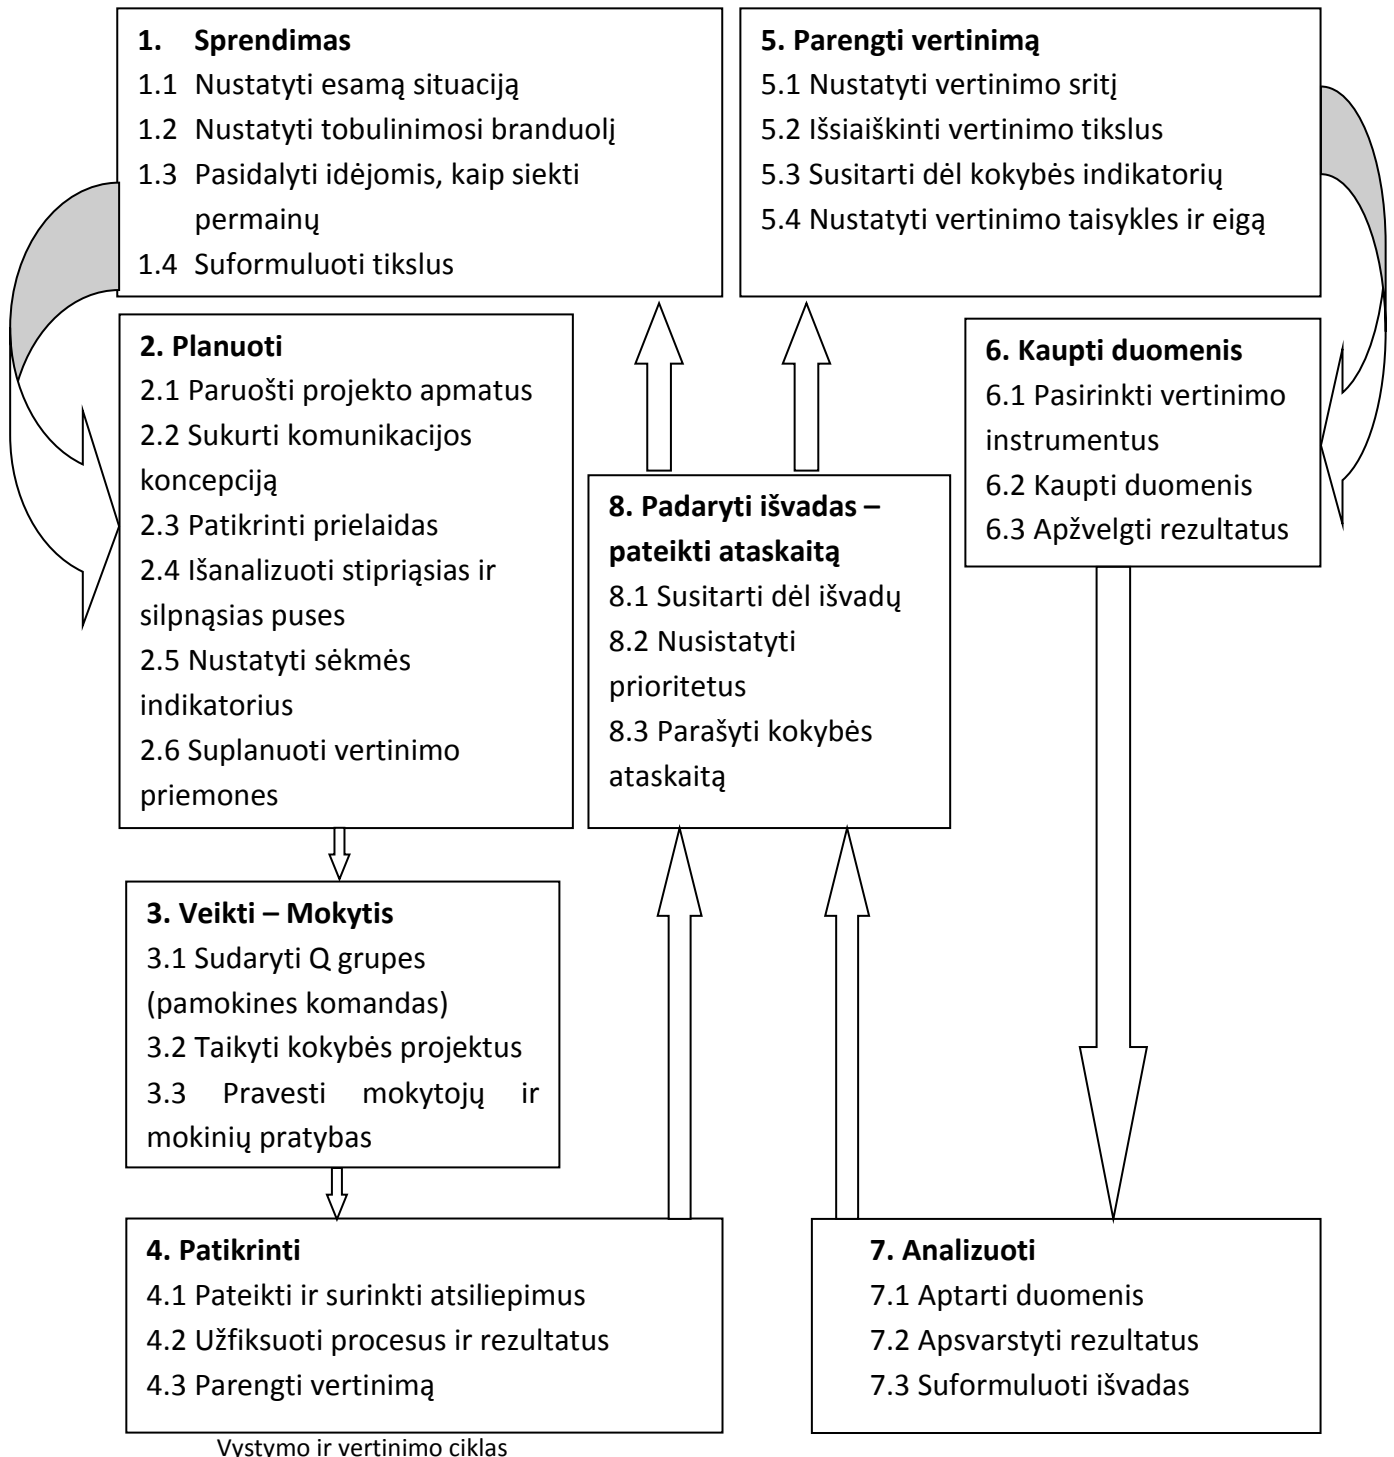 1. Sprendimas
1.1 Nustatyti esamą situaciją
1.2 Nustatyti tobulinimosi branduolį
1.3 Pasidalyti idėjomis, kaip siekti
permainų
1.4 Suformuluoti tikslus
2. Planuoti
2.1 Paruošti projekto apmatus
2.2 Sukurti komunikacijos
koncepciją
2.3 Patikrinti prielaidas
2.4 Išanalizuoti stipriąsias ir
silpnąsias puses
2.5 Nustatyti sėkmės
indikatorius
2.6 Suplanuoti vertinimo
priemones
3. Veikti – Mokytis
3.1 Sudaryti Q grupes
(pamokines komandas)
3.2 Taikyti kokybės projektus
3.3 Pravesti mokytojų ir
mokinių pratybas
4. Patikrinti
4.1 Pateikti ir surinkti atsiliepimus
4.2 Užfiksuoti procesus ir rezultatus
4.3 Parengti vertinimą
5. Parengti vertinimą
5.1 Nustatyti vertinimo sritį
5.2 Išsiaiškinti vertinimo tikslus
5.3 Susitarti dėl kokybės indikatorių
5.4 Nustatyti vertinimo taisykles ir eigą
6. Kaupti duomenis
6.1 Pasirinkti vertinimo
instrumentus
6.2 Kaupti duomenis
6.3 Apžvelgti rezultatus
7. Analizuoti
7.1 Aptarti duomenis
7.2 Apsvarstyti rezultatus
7.3 Suformuluoti išvadas
8. Padaryti išvadas –
pateikti ataskaitą
8.1 Susitarti dėl išvadų
8.2 Nusistatyti
prioritetus
8.3 Parašyti kokybės
ataskaitą
Vystymo ir vertinimo ciklas